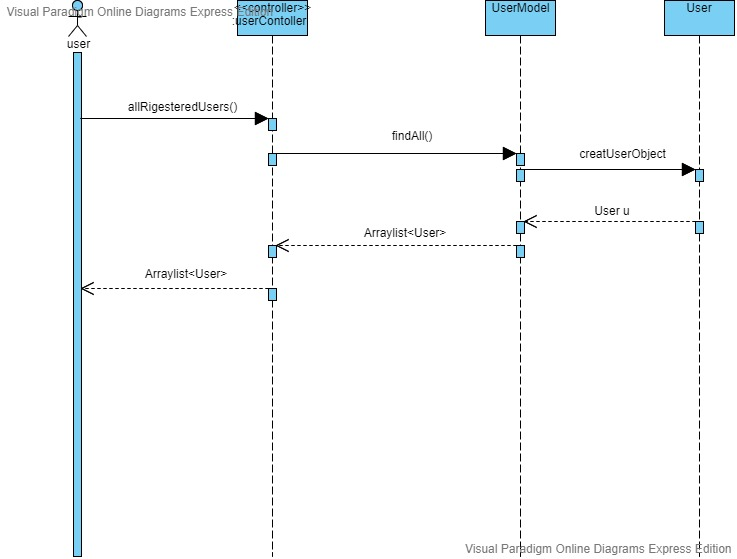 Visual Paradigm Online Diagrams Express Edition
<<controller>>
:userContoller
UserModel
User
user
allRigesteredUsers()
findAll()
creatUserObject
User u
Arraylist<User>
Arraylist<User>
Visual Paradigm Online Diagrams Express Edition